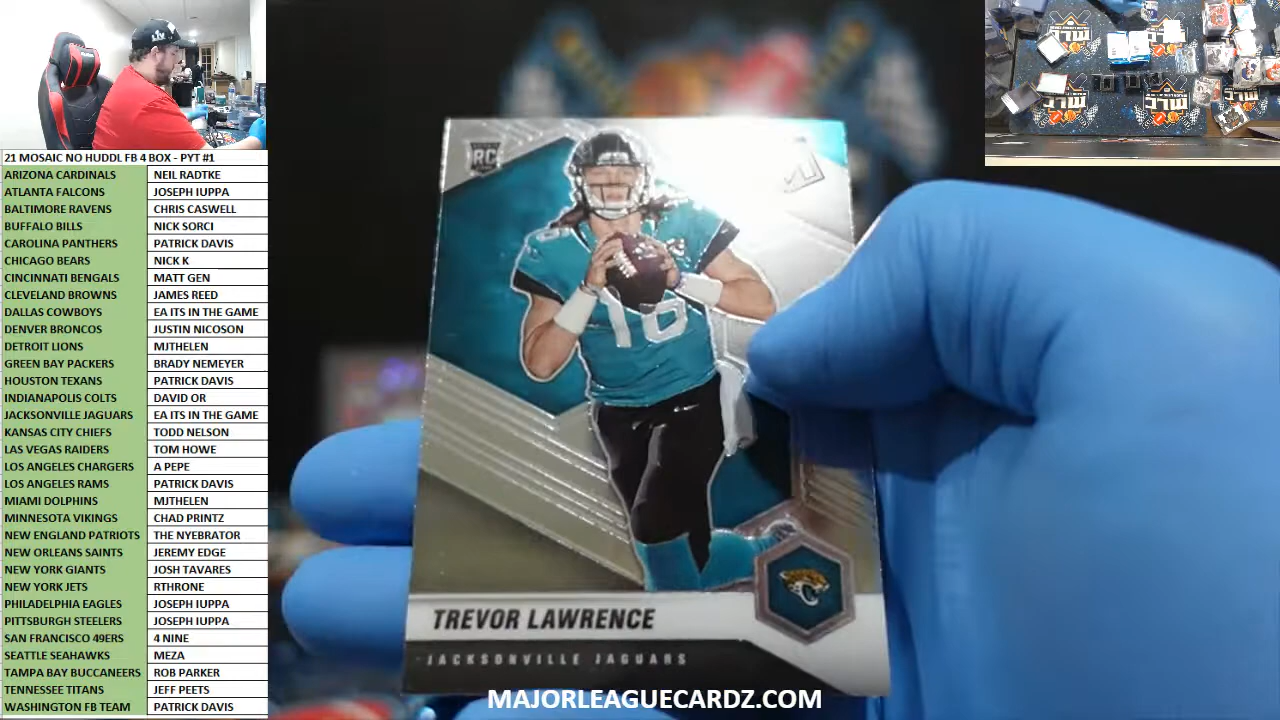 21 MOSAIC NO HUDDL FB 4 BOX - PYT #1
ARIZONA CARDINALS NEIL RADTKE
ATLANTA FALCONS JOSEPH IUPPA
BALTIMORE RAVENS CHRIS CASWELL
BUFFALO BILLS NICK SORCI
CAROLINA PANTHERS PATRICK DAVIS
CHICAGO BEARS NICK K
CINCINNATI BENGALS MATT GEN
CLEVELAND BROWNS JAMES REED
DALLAS COWBOYS EA ITS IN THE GAME
DENVER BRONCOS JUSTIN NICOSON
DETROIT LIONS MJTHELEN
GREEN BAY PACKERS BRADY NEMEYER
HOUSTON TEXANS PATRICK DAVIS
INDIANAPOLIS COLTS DAVID OR
JACKSONVILLE JAGUARS EA ITS IN THE GAME
KANSAS CITY CHIEFS TODD NELSON
LAS VEGAS RAIDERS TOM HOWE
LOS ANGELES CHARGERS A PEPE
LOS ANGELES RAMS PATRICK DAVIS
MIAMI DOLPHINS MJTHELEN
MINNESOTA VIKINGS CHAD PRINTZ
NEW ENGLAND PATRIOTS THE NYEBRATOR
NEW ORLEANS SAINTS JEREMY EDGE
NEW YORK GIANTS JOSH TAVARES
NEW YORK JETS RTHRONE
PHILADELPHIA EAGLES JOSEPH IUPPA
PITTSBURGH STEELERS JOSEPH IUPPA
SAN FRANCISCO 49ERS 4 NINE
SEATTLE SEAHAWKS MEZA
TAMPA BAY BUCCANEERS ROB PARKER
TENNESSEE TITANS JEFF PEETS
WASHINGTON FB TEAM PATRICK DAVIS
RC
16
TREVOR LAWRENCE
JACKSONVILLE JAGUARS
MAJORLEAGUECARDZ.COM
MLC
MLC